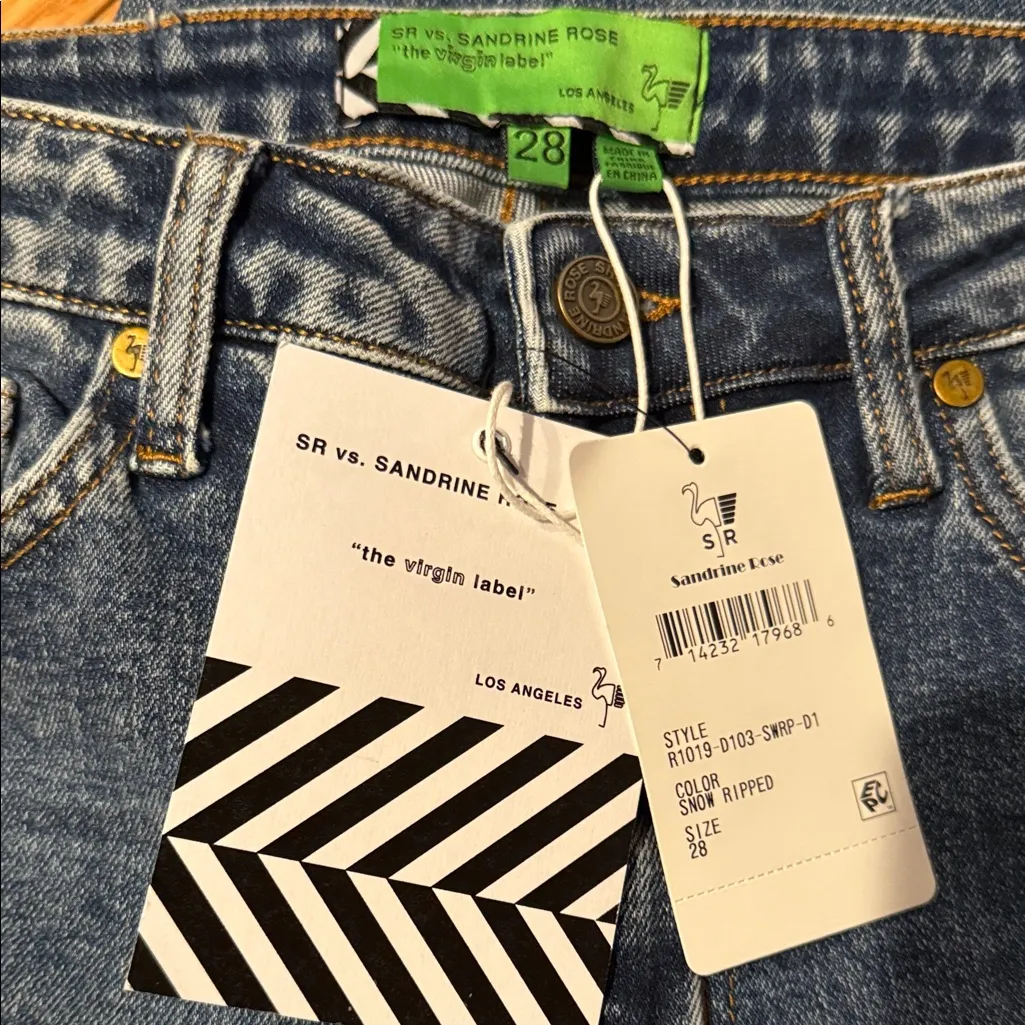 SR vs. SANDRINE ROSE
"the virgin label"
LOS ANGELES
28
MADE IN
CHINA
FABRIQUÉ
EN CHINA
SANDRINE ROSE
SR vs. SANDRINE
“the virgin label”
LOS ANGELES
SR
Sandrine Rose
7 14232 17968 6
STYLE
R1019-D103-SWRP-D1
COLOR
SNOW RIPPED
SIZE
28
EPC